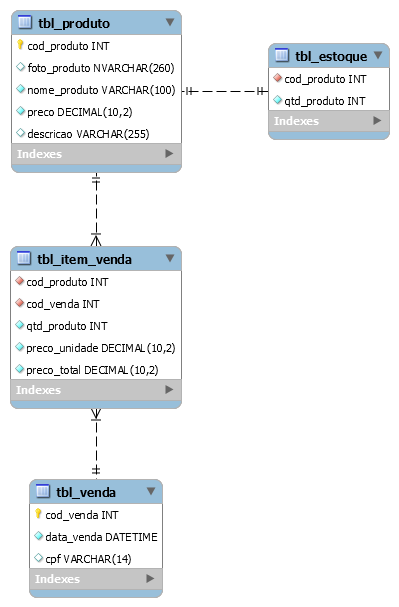 tbl_produto
cod_produto INT
foto_produto NVARCHAR(260)
nome_produto VARCHAR(100)
preco DECIMAL(10,2)
descricao VARCHAR(255)
Indexes
tbl_estoque
cod_produto INT
qtd_produto INT
Indexes
tbl_item_venda
cod_produto INT
cod_venda INT
qtd_produto INT
preco_unidade DECIMAL(10,2)
preco_total DECIMAL(10,2)
Indexes
tbl_venda
cod_venda INT
data_venda DATETIME
cpf VARCHAR(14)
Indexes